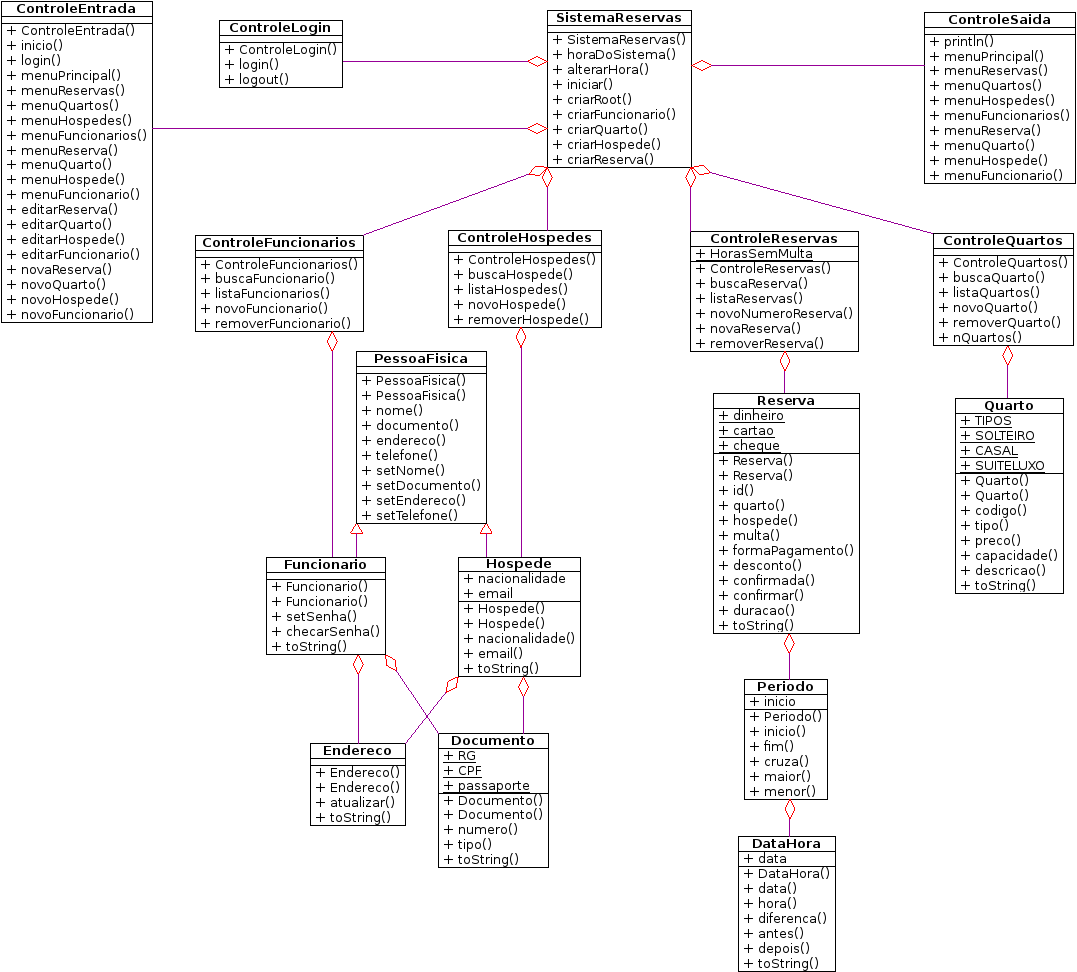 ControleEntrada
+ ControleEntrada()
+ inicio()
+ login()
+ menuPrincipal()
+ menuReservas()
+ menuQuartos()
+ menuHospedes()
+ menuFuncionarios()
+ menuReserva()
+ menuQuarto()
+ menuHospede()
+ menuFuncionario()
+ editarReserva()
+ editarQuarto()
+ editarHospede()
+ editarFuncionario()
+ novaReserva()
+ novoQuarto()
+ novoHospede()
+ novoFuncionario()
ControleLogin
+ ControleLogin()
+ login()
+ logout()
SistemaReservas
+ SistemaReservas()
+ horaDoSistema()
+ alterarHora()
+ iniciar()
+ criarRoot()
+ criarFuncionario()
+ criarQuarto()
+ criarHospede()
+ criarReserva()
ControleSaida
+ println()
+ menuPrincipal()
+ menuReservas()
+ menuQuartos()
+ menuHospedes()
+ menuFuncionarios()
+ menuReserva()
+ menuQuarto()
+ menuHospede()
+ menuFuncionario()
ControleFuncionarios
+ ControleFuncionarios()
+ buscaFuncionario()
+ listaFuncionarios()
+ novoFuncionario()
+ removerFuncionario()
ControleHospedes
+ ControleHospedes()
+ buscaHospede()
+ listaHospedes()
+ novoHospede()
+ removerHospede()
ControleReservas
+ HorasSemMulta
+ ControleReservas()
+ buscaReserva()
+ listaReservas()
+ novoNumeroReserva()
+ novaReserva()
+ removerReserva()
ControleQuartos
+ ControleQuartos()
+ buscaQuarto()
+ listaQuartos()
+ novoQuarto()
+ removerQuarto()
+ nQuartos()
PessoaFisica
+ PessoaFisica()
+ PessoaFisica()
+ nome()
+ documento()
+ endereco()
+ telefone()
+ setNome()
+ setDocumento()
+ setEndereco()
+ setTelefone()
Reserva
+ dinheiro
+ cartao
+ cheque
+ Reserva()
+ Reserva()
+ id()
+ quarto()
+ hospede()
+ multa()
+ formaPagamento()
+ desconto()
+ confirmada()
+ confirmar()
+ duracao()
+ toString()
Quarto
+ TIPOS
+ SOLTEIRO
+ CASAL
+ SUITELUXO
+ Quarto()
+ Quarto()
+ codigo()
+ tipo()
+ preco()
+ capacidade()
+ descricao()
+ toString()
Funcionario
+ Funcionario()
+ Funcionario()
+ setSenha()
+ checarSenha()
+ toString()
Hospede
+ nacionalidade
+ email
+ Hospede()
+ Hospede()
+ nacionalidade()
+ email()
+ toString()
Endereco
+ Endereco()
+ Endereco()
+ atualizar()
+ toString()
Documento
+ RG
+ CPF
+ passaporte
+ Documento()
+ Documento()
+ numero()
+ tipo()
+ toString()
Periodo
+ inicio
+ Periodo()
+ inicio()
+ fim()
+ cruza()
+ maior()
+ menor()
DataHora
+ data
+ DataHora()
+ data()
+ hora()
+ diferenca()
+ antes()
+ depois()
+ toString()